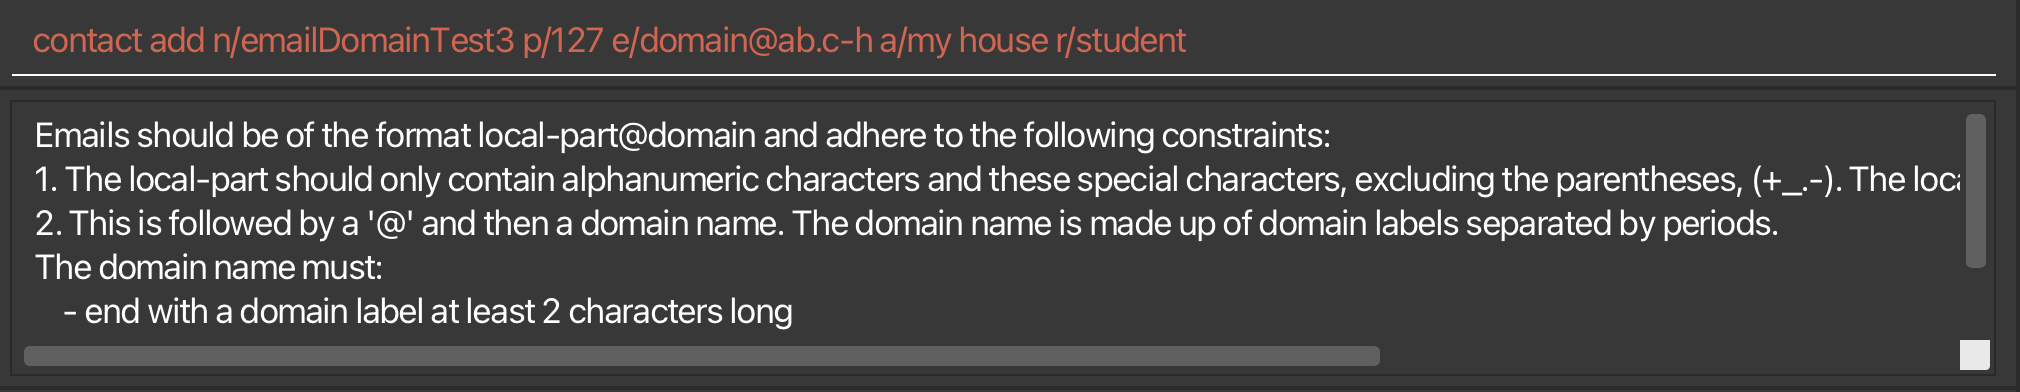 contact add n/emailDomainTest3 p/127 e/domain@ab.c-h a/my house r/student
Emails should be of the format local-part@domain and adhere to the following constraints:
1. The local-part should only contain alphanumeric characters and these special characters, excluding the parentheses, (+_.-). The
2. This is followed by a '@' and then a domain name. The domain name is made up of domain labels separated by periods.
The domain name must:
- end with a domain label at least 2 characters long